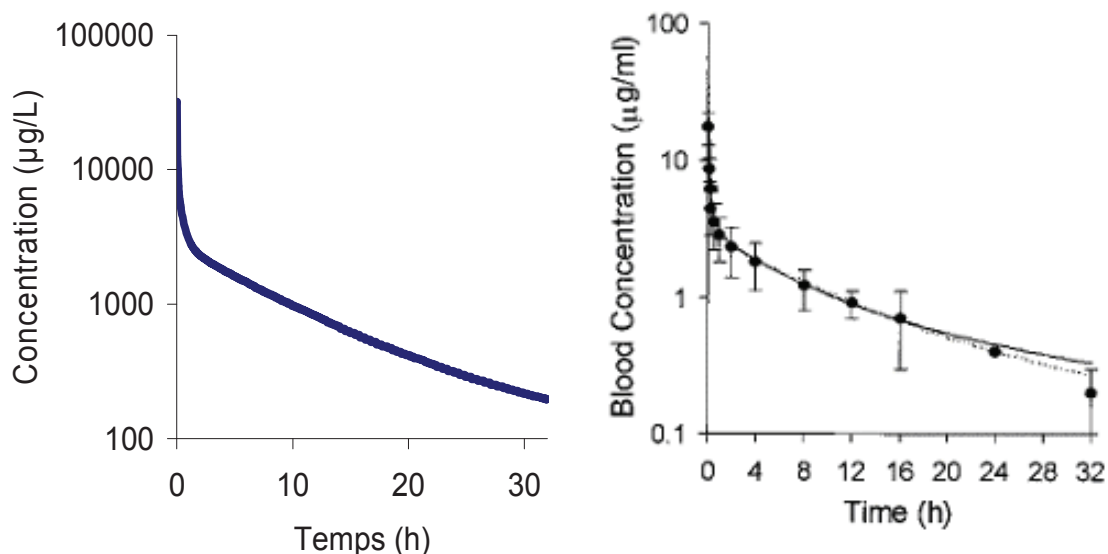 Concentration (µg/L)
100000
10000
1000
100
0 10 20 30
Temps (h)
Blood Concentration (µg/ml)
100
10
1
0.1
0 4 8 12 16 20 24 28 32
Time (h)